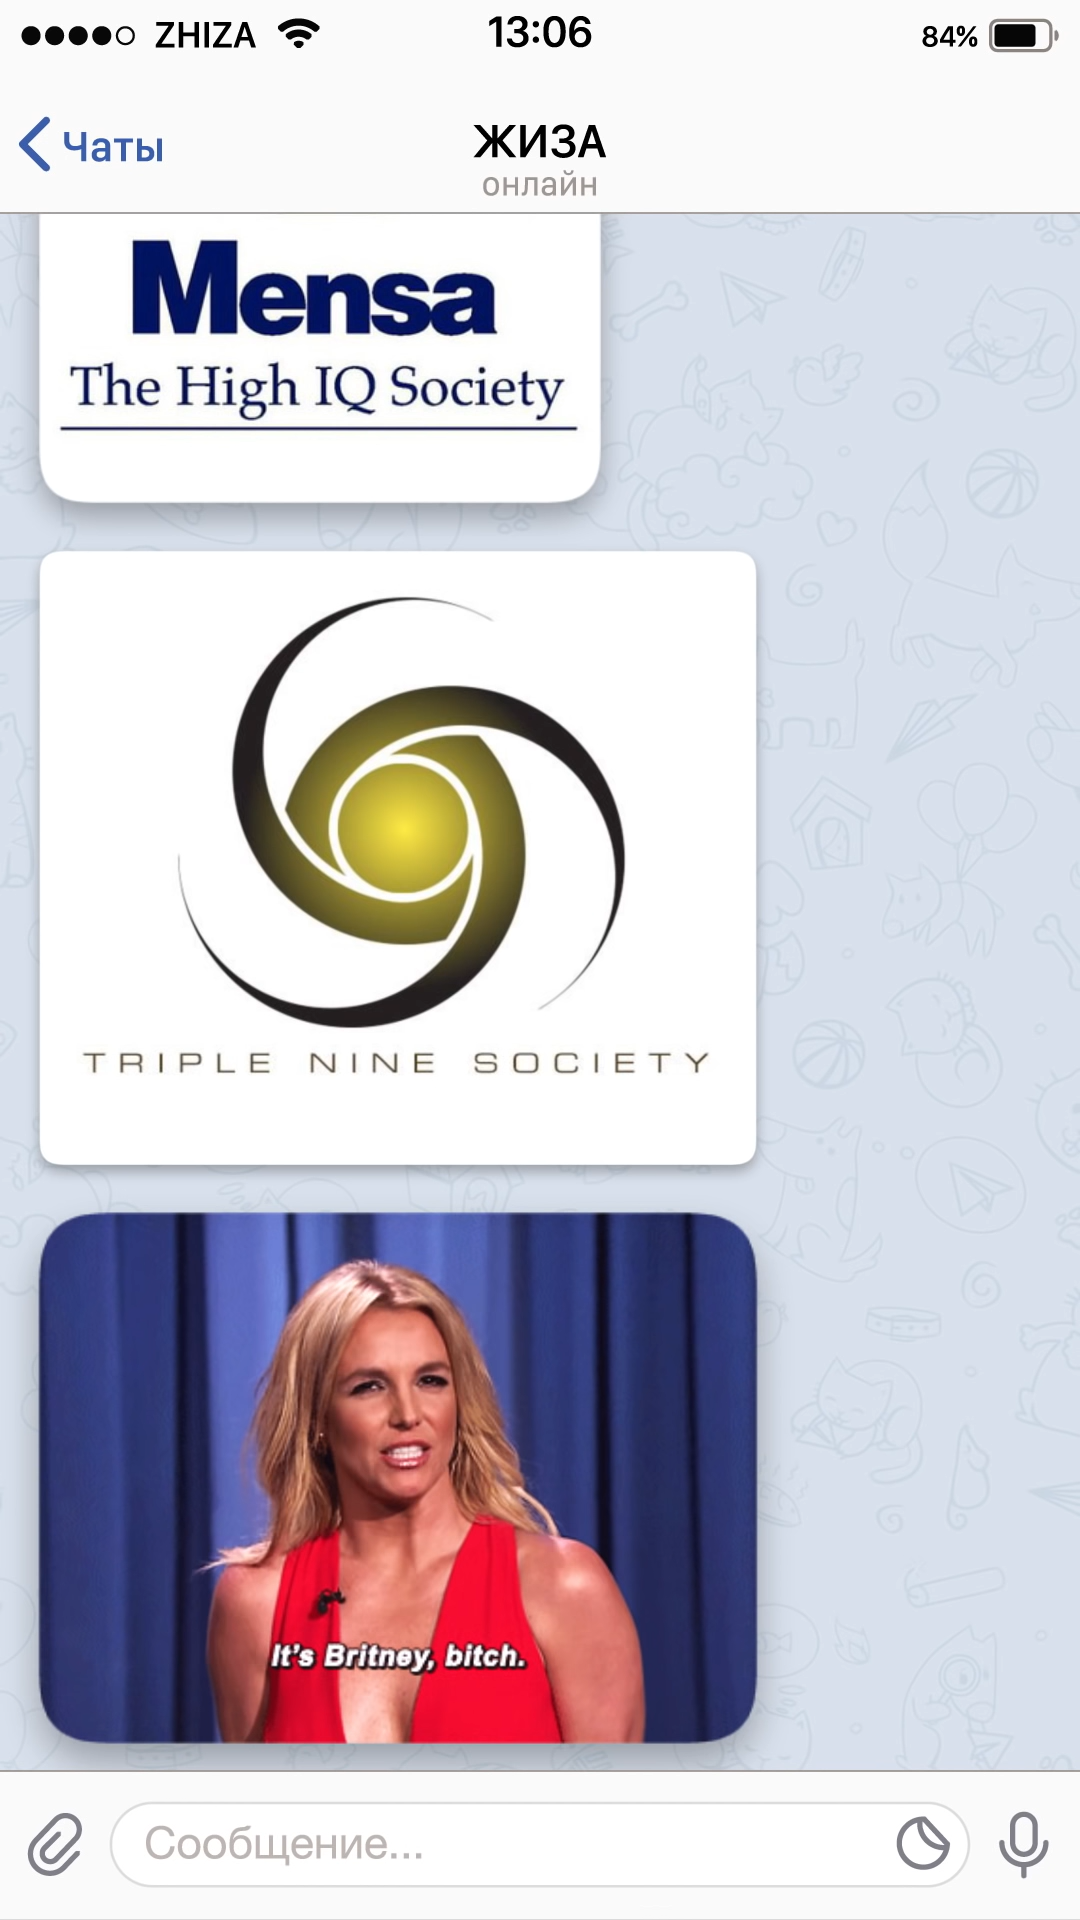 ZHIZA 13:06 84%
Чаты ЖИЗА
онлайн
Mensa
The High IQ Society
TRIPLE NINE SOCIETY
It's Britney, bitch.
Сообщение...